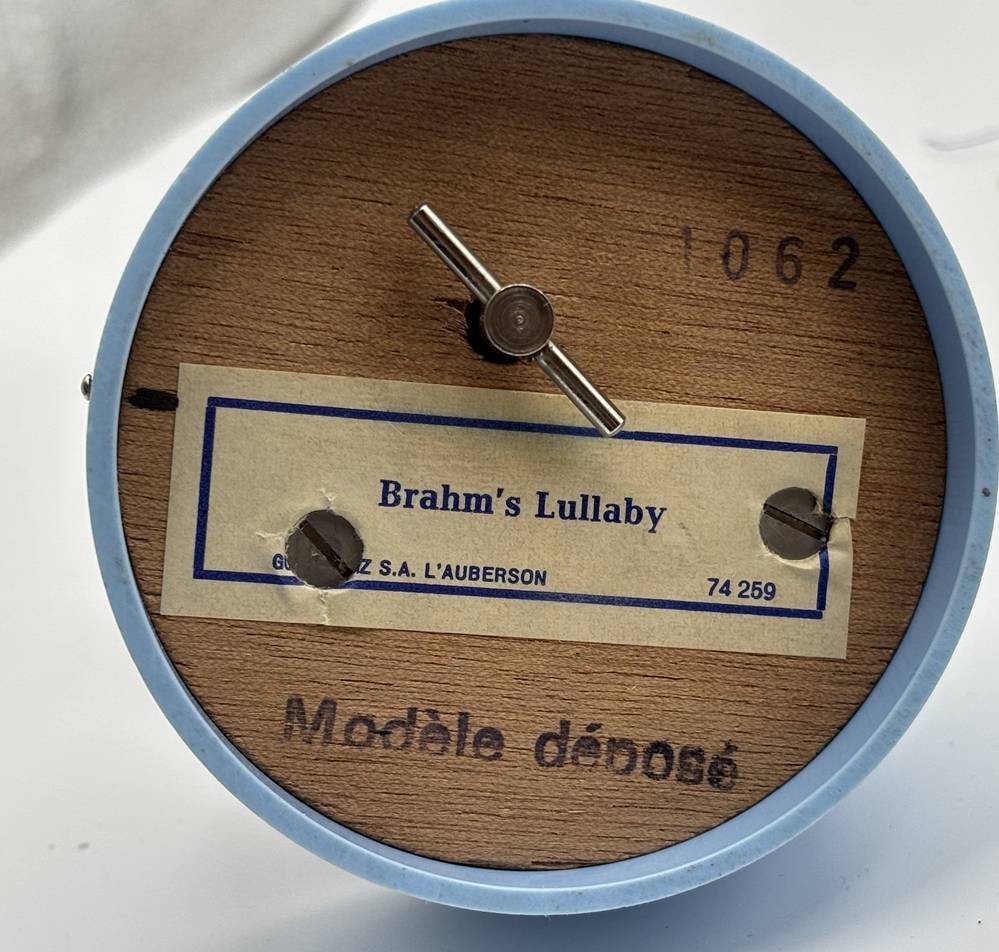 1062
Brahm's Lullaby
S.A. L'AUBERSON
74 259
Modèle déposé